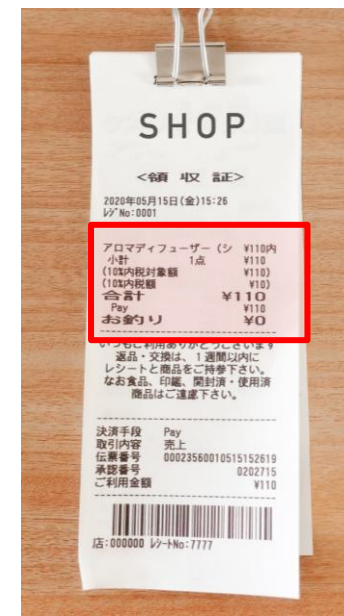 SHOP
<領収証>
2020年05月15日(金)15:26
ﾚｼﾞNo:0001
アロマディフューザー（シ ¥110内
小計 1点 ¥110
(10%内税対象額 ¥110)
(10%内税額 ¥10)
合計 ¥110
Pay ¥110
お釣り ¥0
いつもご利用ありがとうございます
返品・交換は、１週間以内に
レシートと商品をご持参下さい。
なお食品、印鑑、開封済・使用済
商品はご遠慮下さい。
決済手段 Pay
取引内容 売上
伝票番号 00023560010515152619
承認番号 0202715
ご利用金額 ¥110
店:000000 ﾚｼｰﾄNo:7777